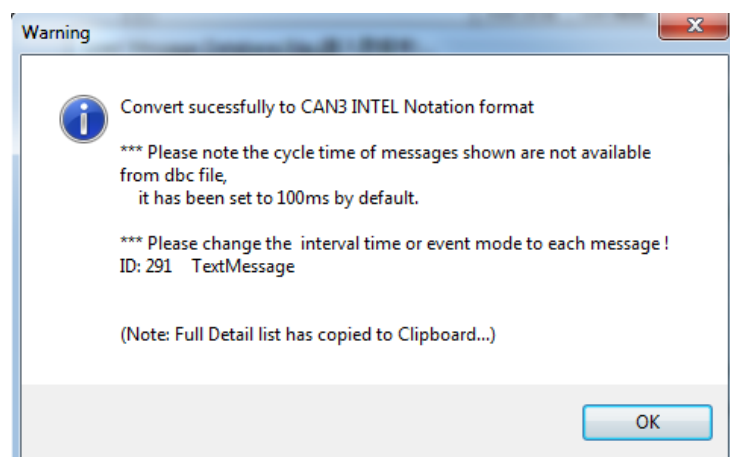 Warning
Convert sucessfully to CAN3 INTEL Notation format
*** Please note the cycle time of messages shown are not available
from dbc file,
it has been set to 100ms by default.
*** Please change the  interval time or event mode to each message !
ID: 291    TextMessage
(Note: Full Detail list has copied to Clipboard...)
OK